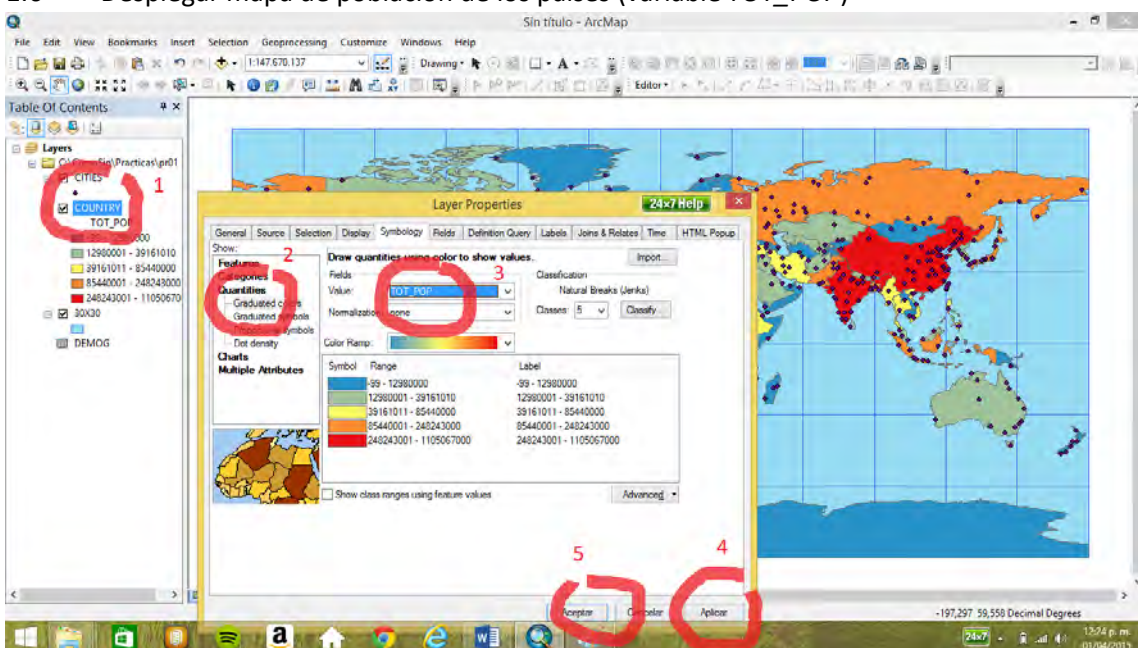 Desplegar mapa de población de los países (variable TOT_POP)
Sin título - ArcMap
File Edit View Bookmarks Insert Selection Geoprocessing Customize Windows Help
1:147.670.137 Drawing
Editor
Table Of Contents
Layers
CITIES
1
COUNTRY
TOT_POP
12980001 - 39161010
39161011 - 85440000
85440001 - 248243000
248243001 - 11050670
30X30
DEMOG
Layer Properties
24x7 Help
General Source Selection Display Symbology Fields Definition Query Labels Joins & Relates Time HTML Popup
Show:
Features
Categories
Quantities
Graduated colors
Graduated symbols
Proportional symbols
Dot density
Charts
Multiple Attributes
2
Draw quantities using color to show values.
Import...
Fields
Value: TOT_POP
Normalization: none
3
Classification
Natural Breaks (Jenks)
Classes: 5 Classify...
Color Ramp:
Symbol Range Label
-99 - 12980000 -99 - 12980000
12980001 - 39161010 12980001 - 39161010
39161011 - 85440000 39161011 - 85440000
85440001 - 248243000 85440001 - 248243000
248243001 - 1105067000 248243001 - 1105067000
Show class ranges using feature values
Advanced
5 4
Aceptar Cancelar Aplicar
-197,297 59,558 Decimal Degrees
24x7
12:24 p. m.
01/04/2015